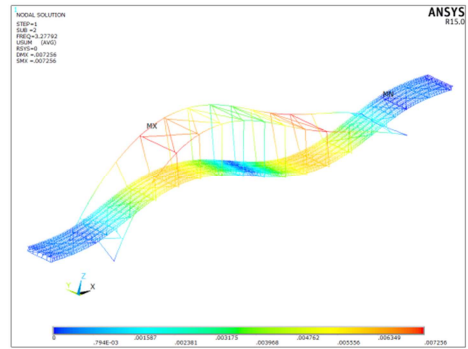 1
NODAL SOLUTION
STEP=1
SUB =2
FREQ=3.27792
USUM (AVG)
RSYS=0
DMX =.007256
SMX =.007256
ANSYS
R15.0
MN
MX
Z
Y X
0 .794E-03 .001587 .002381 .003175 .003968 .004762 .005556 .006349 .007256